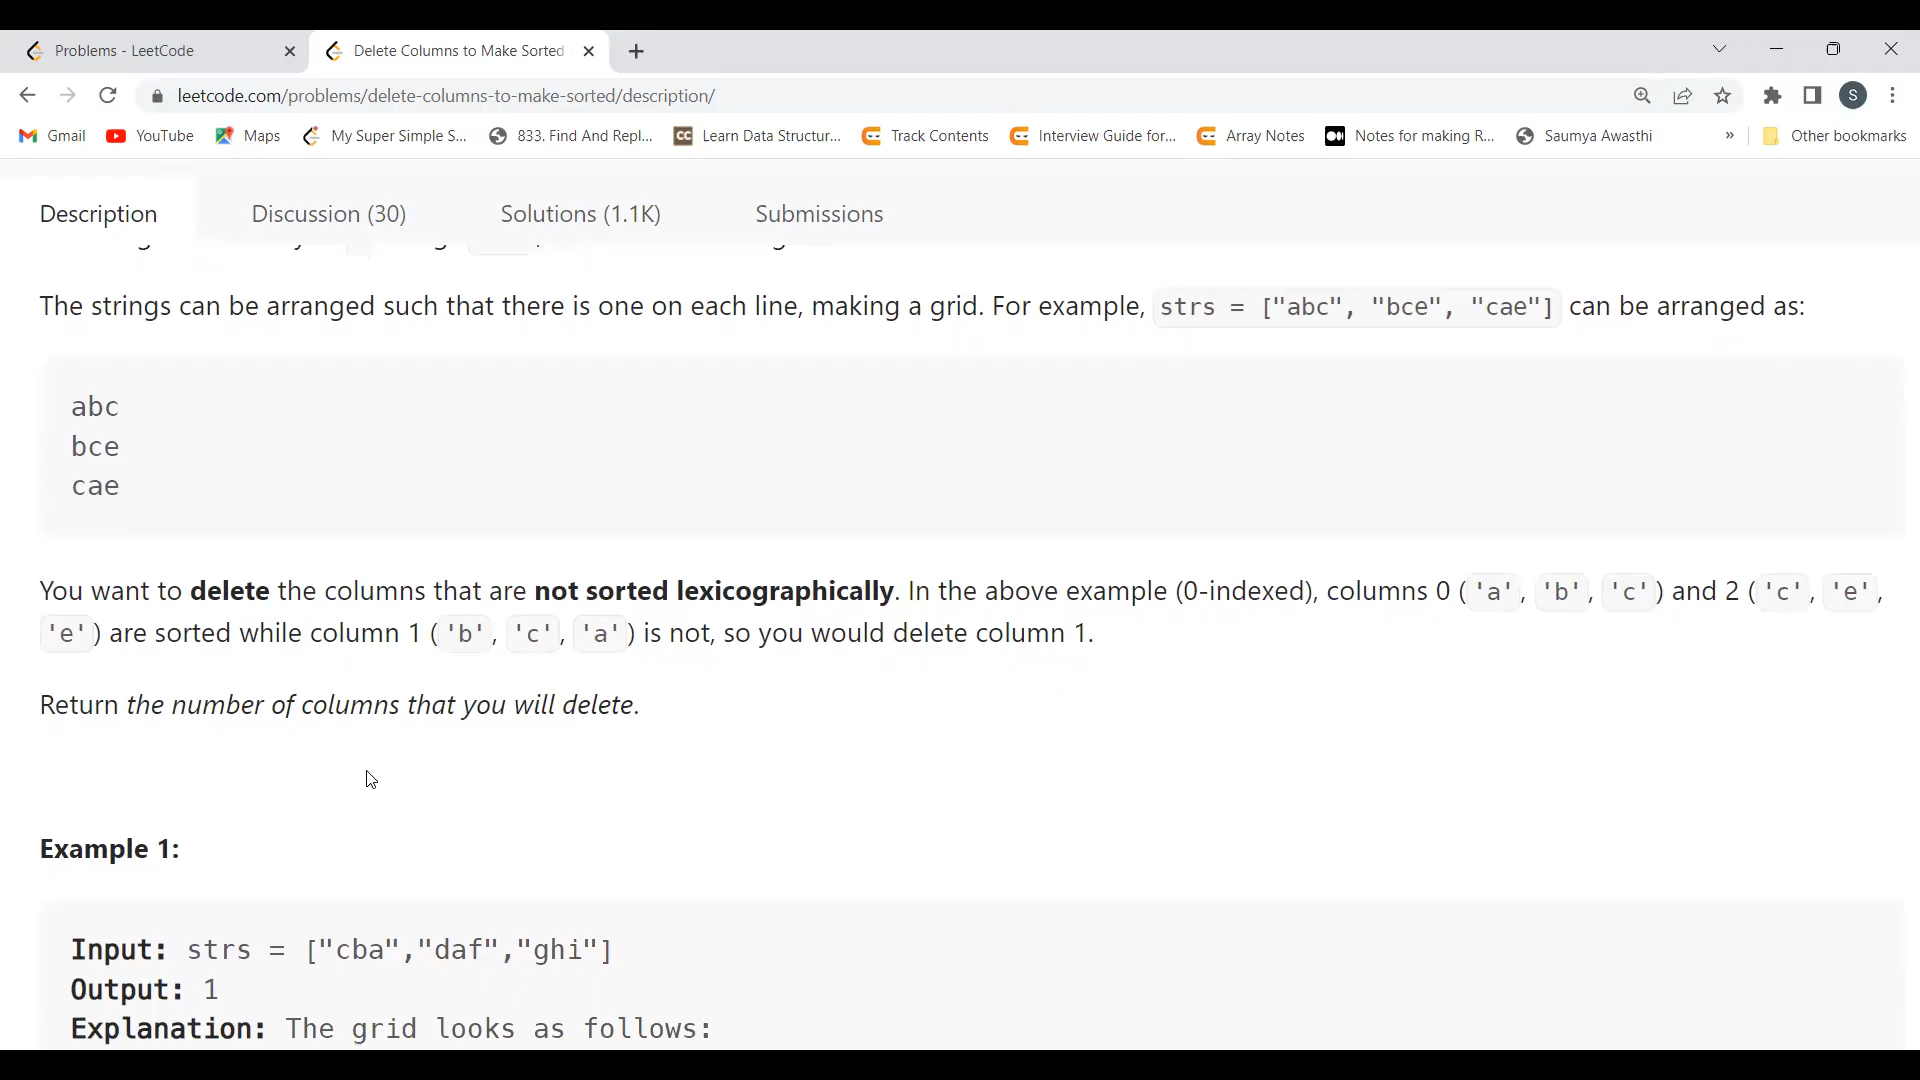 Problems - LeetCode
Delete Columns to Make Sorted
leetcode.com/problems/delete-columns-to-make-sorted/description/
S
Gmail YouTube Maps My Super Simple S... 833. Find And Repl... CC Learn Data Structur... Track Contents Interview Guide for... Array Notes Notes for making R... Saumya Awasthi » Other bookmarks
Description Discussion (30) Solutions (1.1K) Submissions
The strings can be arranged such that there is one on each line, making a grid. For example, strs = ["abc", "bce", "cae"] can be arranged as:
abc
bce
cae
You want to delete the columns that are not sorted lexicographically. In the above example (0-indexed), columns 0 ('a', 'b', 'c') and 2 ('c', 'e',
'e') are sorted while column 1 ('b', 'c', 'a') is not, so you would delete column 1.
Return the number of columns that you will delete.
Example 1:
Input: strs = ["cba","daf","ghi"]
Output: 1
Explanation: The grid looks as follows: